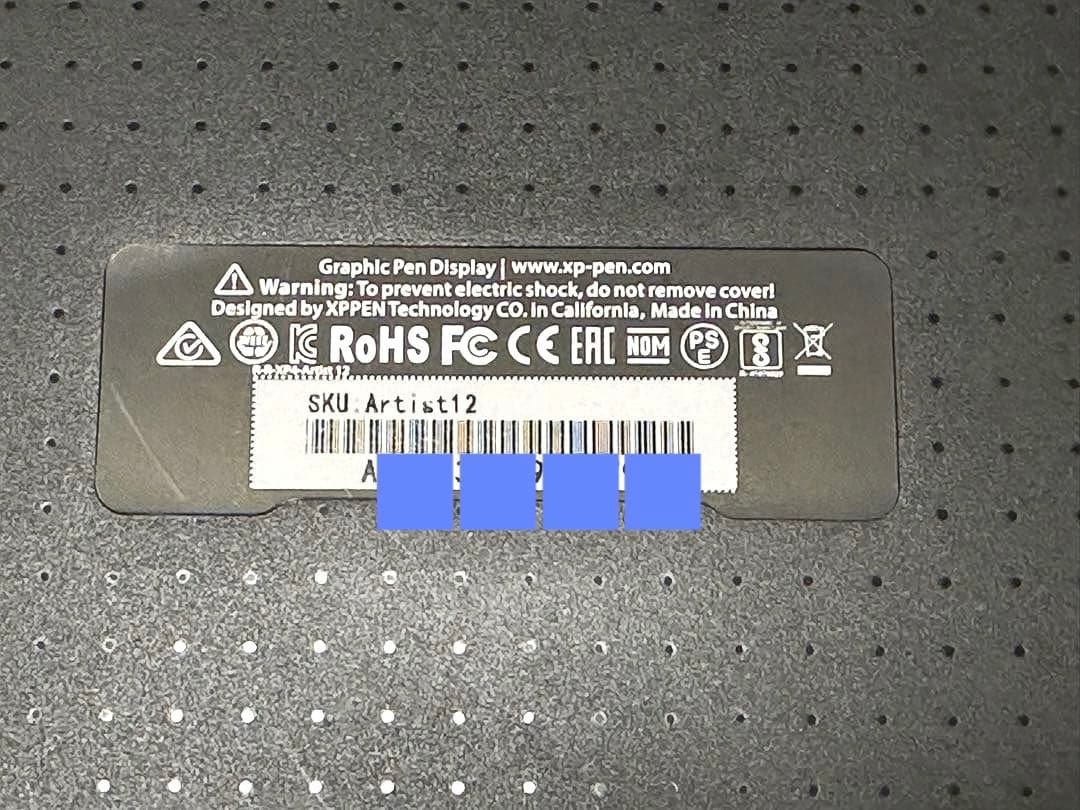 Graphic Pen Display | www.xp-pen.com
Warning: To prevent electric shock, do not remove cover!
Designed by XPPEN Technology CO. In California, Made in China
RoHS FC CE EAC NOM PSE
SKU:Artist12
A